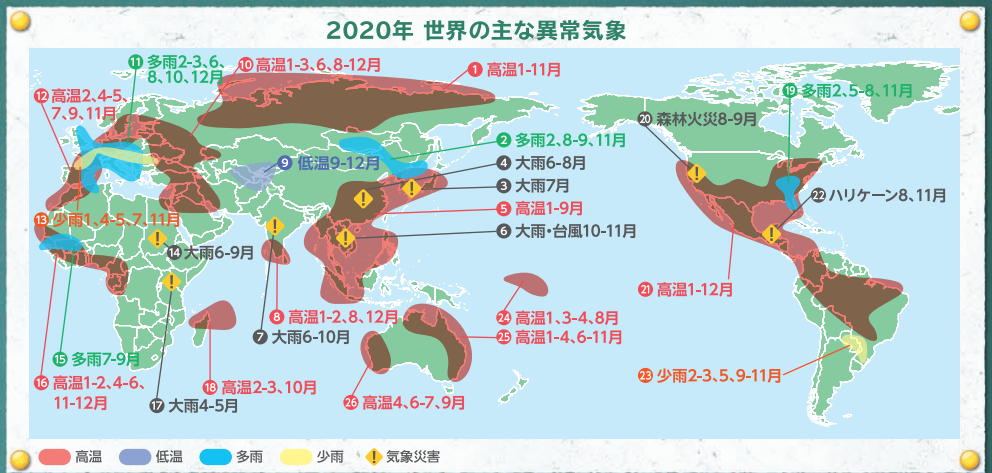 2020年 世界の主な異常気象
⑪ 多雨2-3、6、
8、10、12月
⑩ 高温1-3、6、8-12月
① 高温1-11月
⑫ 高温2、4-5、
7、9、11月
⑲ 多雨2、5-8、11月
⑳ 森林火災8-9月
② 多雨2、8-9、11月
⑨ 低温9-12月
④ 大雨6-8月
③ 大雨7月
㉒ ハリケーン8、11月
⑤ 高温1-9月
⑬ 少雨1、4-5、7、11月
⑥ 大雨・台風10-11月
⑭ 大雨6-9月
㉑ 高温1-12月
⑧ 高温1-2、8、12月
㉔ 高温1、3-4、8月
⑦ 大雨6-10月
㉕ 高温1-4、6-11月
⑮ 多雨7-9月
㉓ 少雨2-3、5、9-11月
⑯ 高温1-2、4-6、
11-12月
⑱ 高温2-3、10月
⑰ 大雨4-5月
㉖ 高温4、6-7、9月
高温 低温 多雨 少雨 ! 気象災害